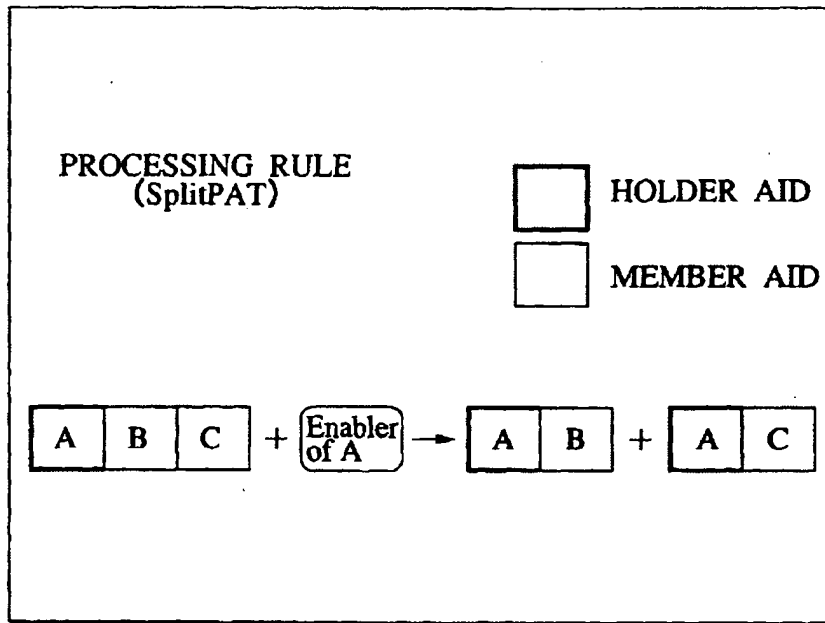 PROCESSING RULE
(SplitPAT)
HOLDER AID
MEMBER AID
A B C + Enabler of A → A B + A C